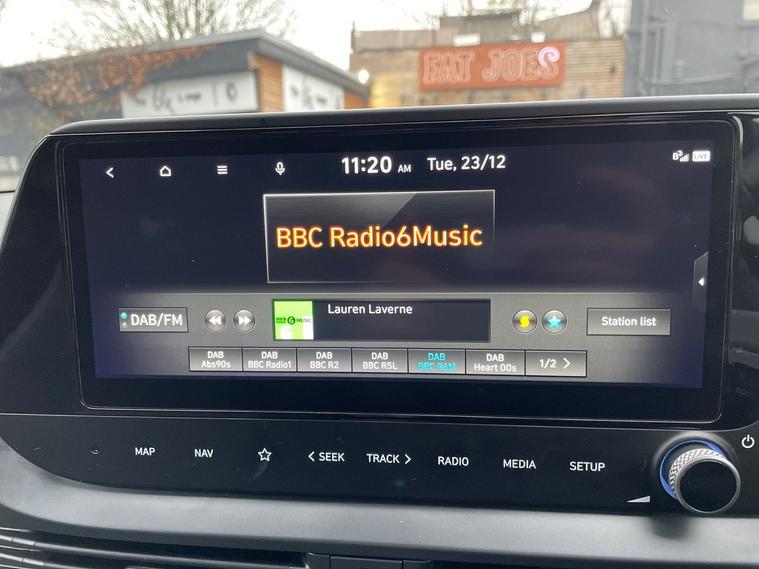 FAT JOES
11:20 AM Tue, 23/12
LIVE
BBC Radio6Music
DAB/FM
6 MUSIC
Lauren Laverne
Station list
DAB Abs90s
DAB BBC Radio1
DAB BBC R2
DAB BBC R5L
DAB BBC R6M
DAB Heart 00s
1/2 >
MAP
NAV
< SEEK
TRACK >
RADIO
MEDIA
SETUP